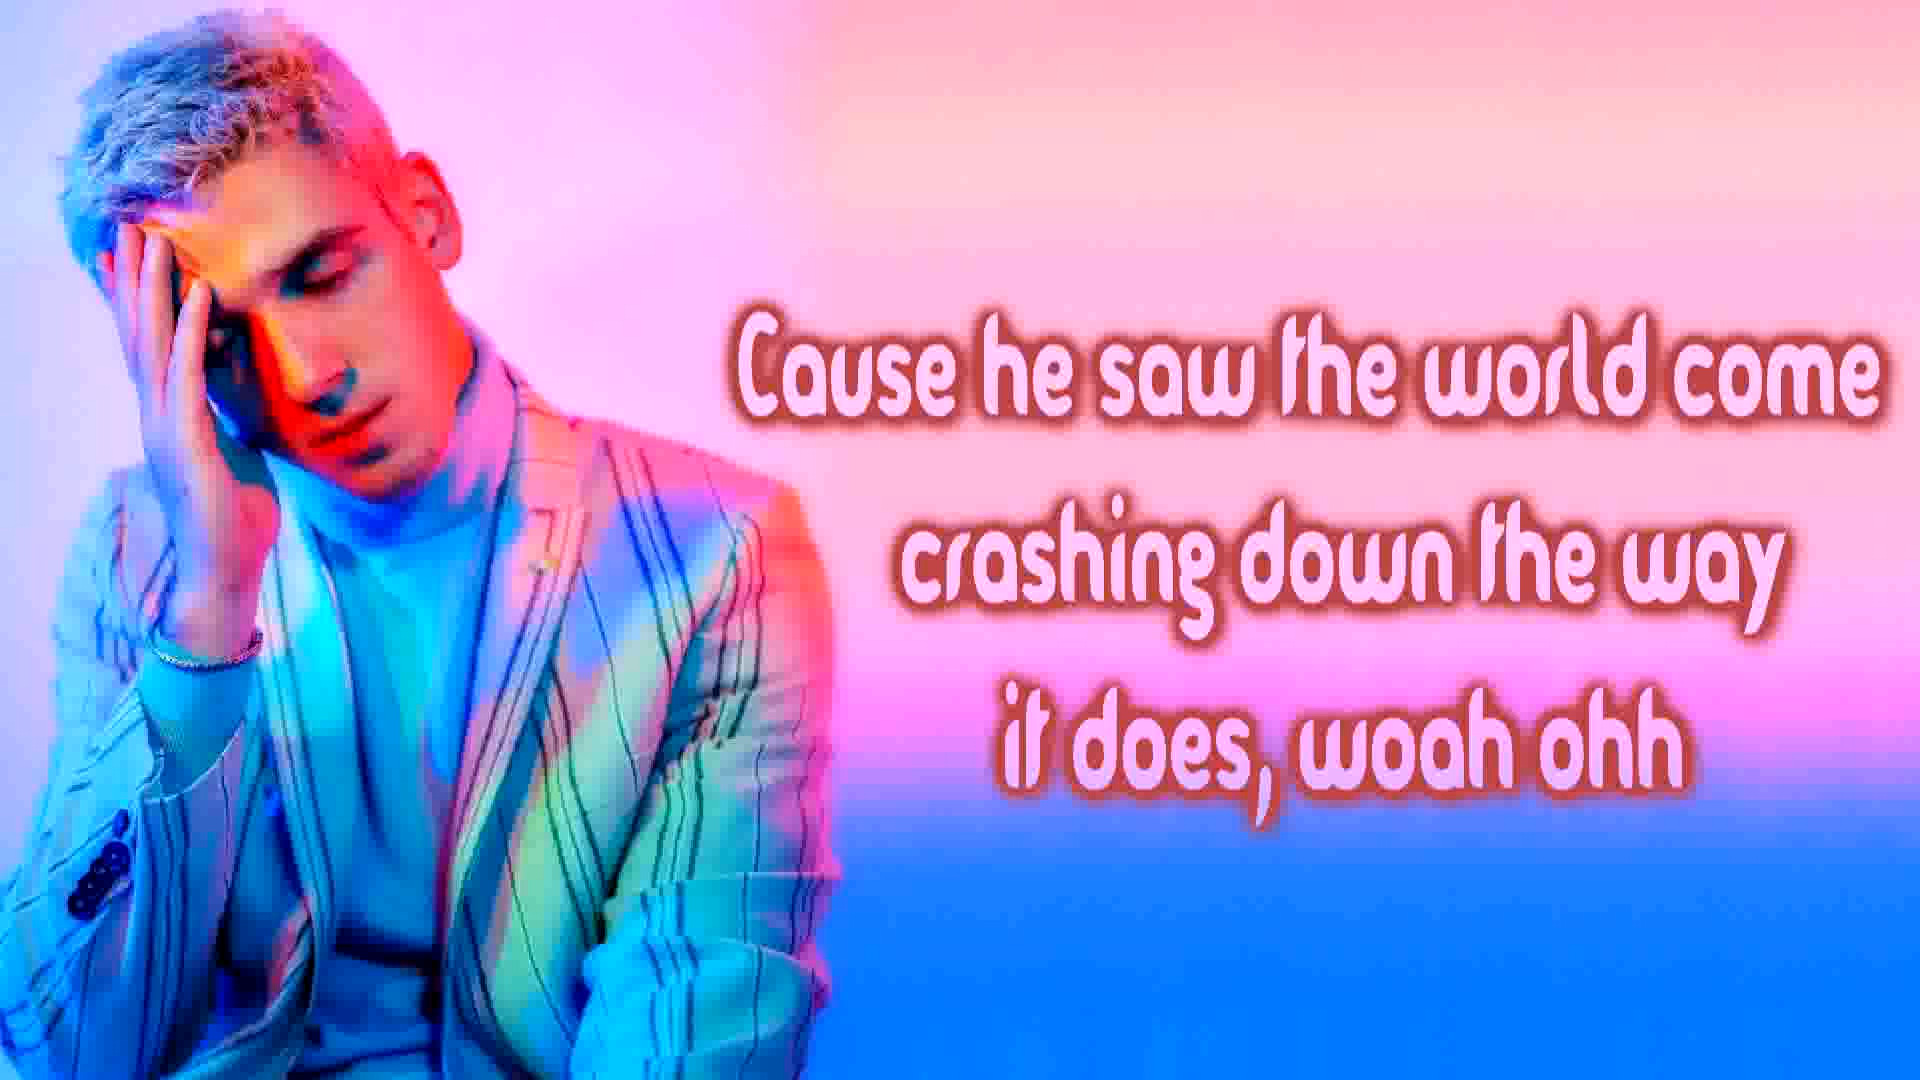 Cause he saw the world come
crashing down the way
it does, woah ohh